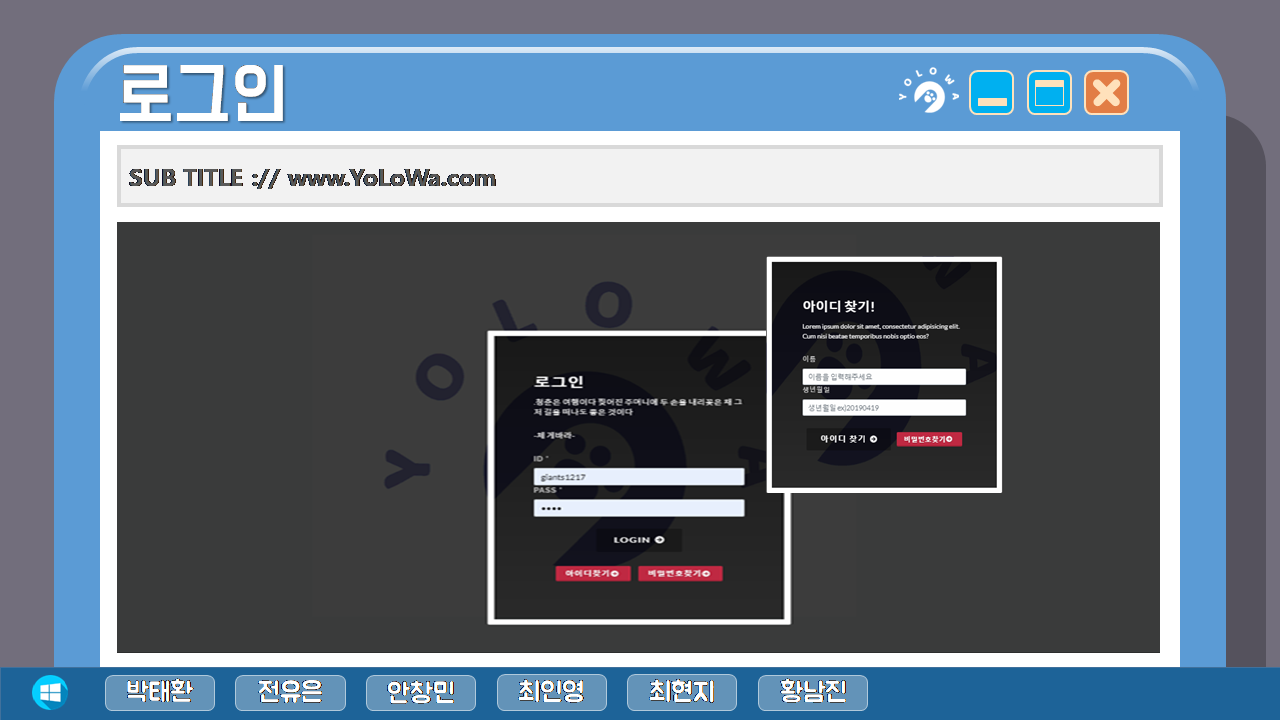 로그인
YOLOWA
SUB TITLE :// www.YoLoWa.com
YOLOWA
로그인
.청춘은 여행이다 찢어진 주머니에 두 손을 내리꽂은 채 그
저 길을 떠나도 좋은 것이다
-체 게바라-
ID *
giants1217
PASS *
LOGIN
아이디찾기
비밀번호찾기
아이디 찾기!
Lorem ipsum dolor sit amet, consectetur adipisicing elit.
Cum nisi beatae temporibus nobis optio eos?
이름
이름을 입력해주세요
생년월일
생년월일 ex)20190419
아이디 찾기
비밀번호찾기
박태환
전유은
안창민
최인영
최현지
황남진